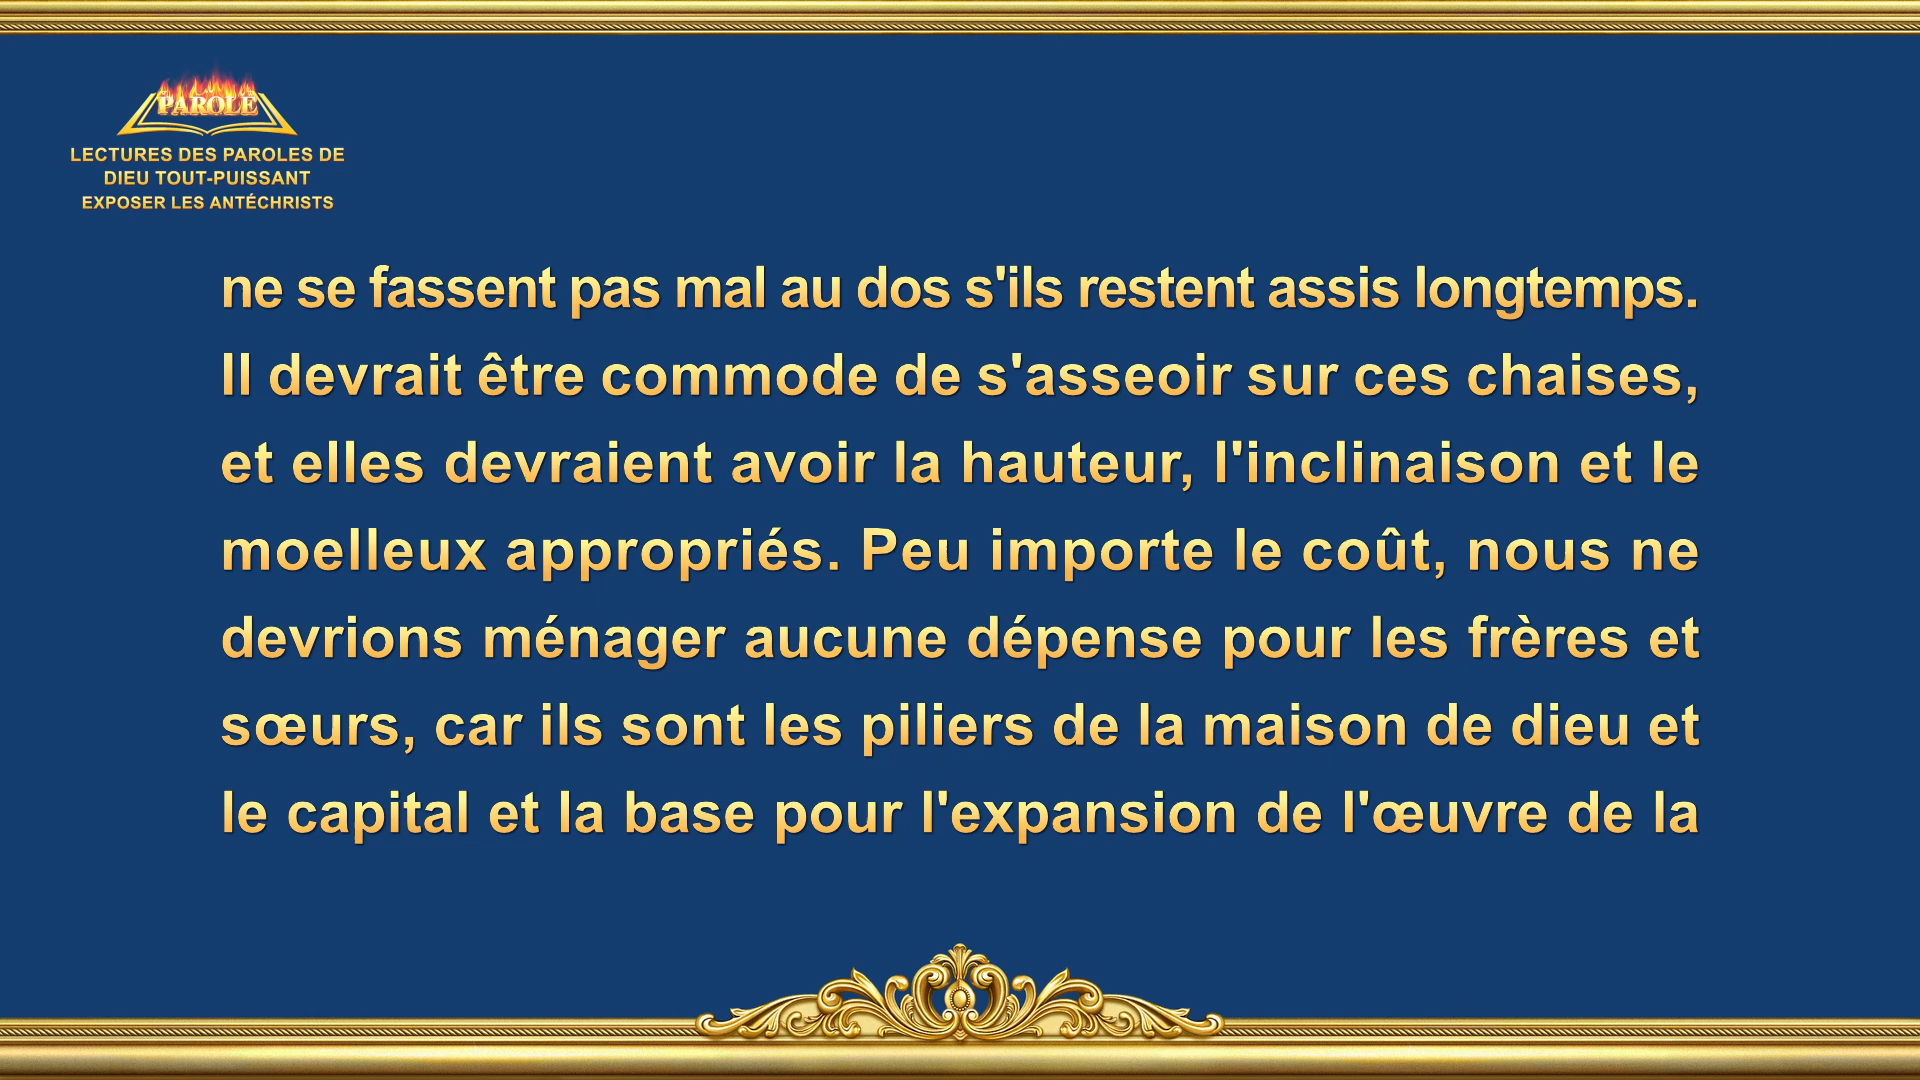 PAROLE
LECTURES DES PAROLES DE
DIEU TOUT-PUISSANT
EXPOSER LES ANTÉCHRISTS
ne se fassent pas mal au dos s'ils restent assis longtemps.
Il devrait être commode de s'asseoir sur ces chaises,
et elles devraient avoir la hauteur, l'inclinaison et le
moelleux appropriés. Peu importe le coût, nous ne
devrions ménager aucune dépense pour les frères et
sœurs, car ils sont les piliers de la maison de dieu et
le capital et la base pour l'expansion de l'œuvre de la